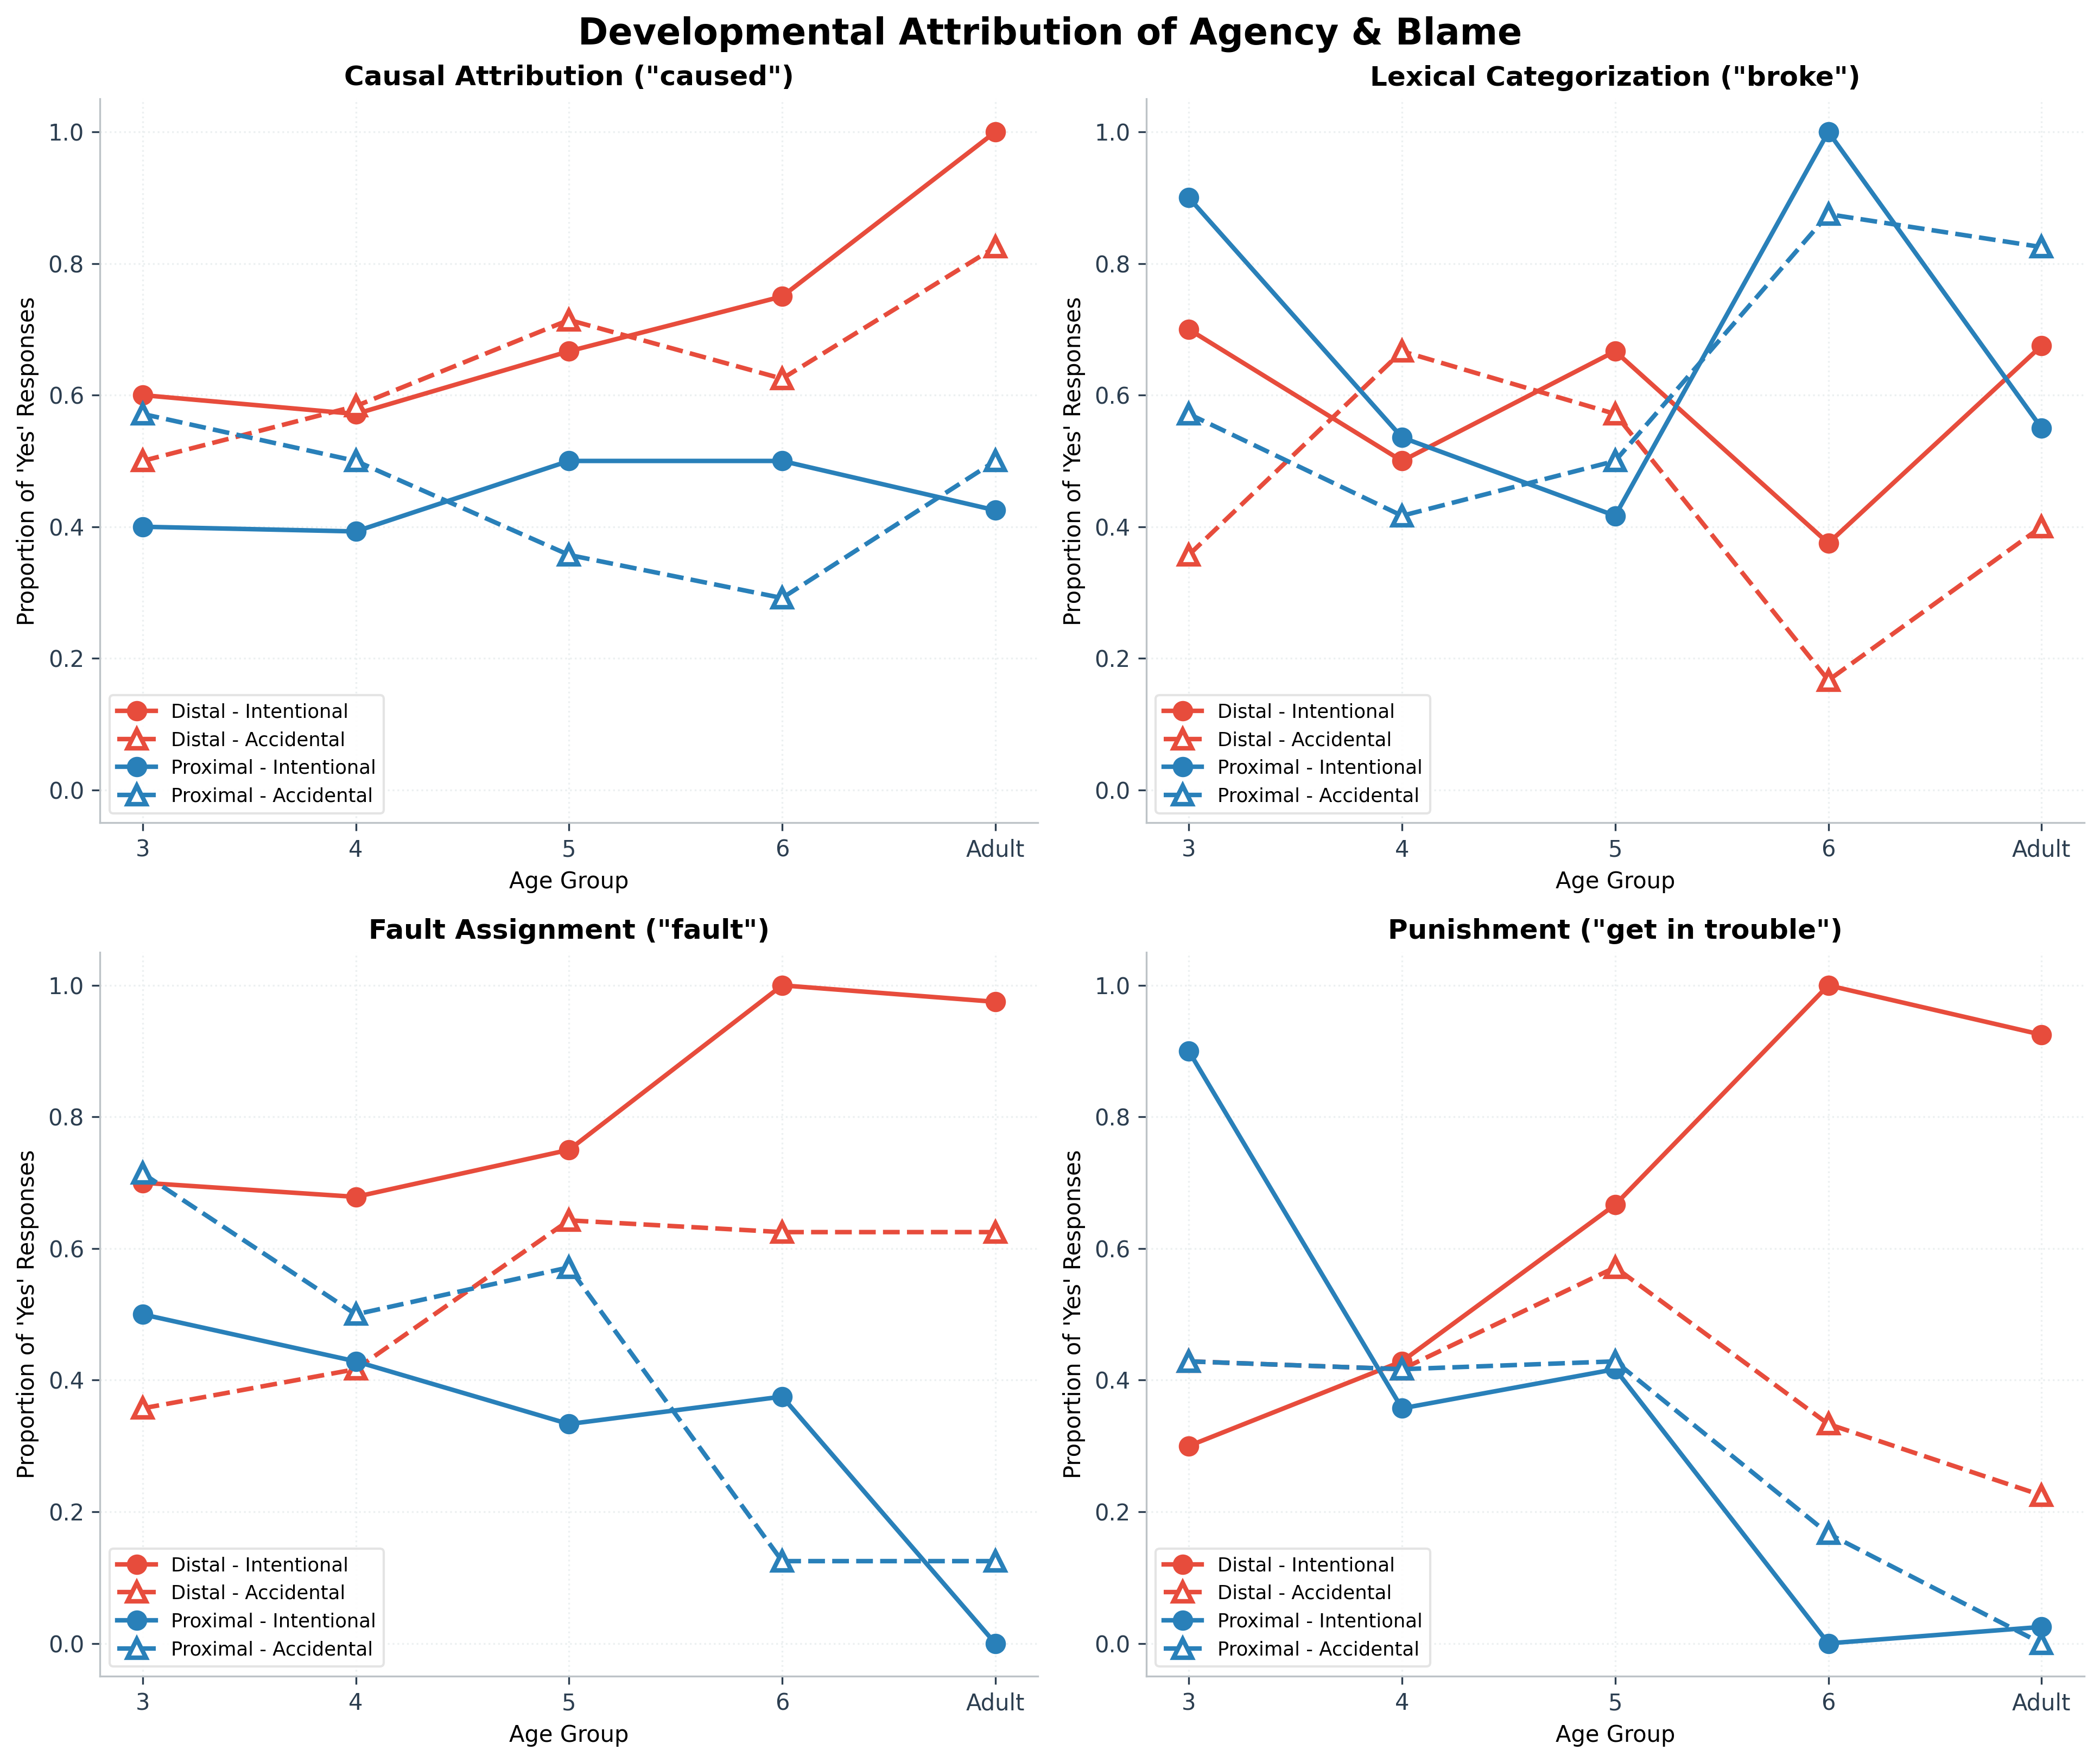 Developmental Attribution of Agency & Blame
Causal Attribution ("caused")
Proportion of 'Yes' Responses
1.0
0.8
0.6
0.4
0.2
0.0
Distal - Intentional
Distal - Accidental
Proximal - Intentional
Proximal - Accidental
3 4 5 6 Adult
Age Group
Lexical Categorization ("broke")
Proportion of 'Yes' Responses
1.0
0.8
0.6
0.4
0.2
0.0
Distal - Intentional
Distal - Accidental
Proximal - Intentional
Proximal - Accidental
3 4 5 6 Adult
Age Group
Fault Assignment ("fault")
Proportion of 'Yes' Responses
1.0
0.8
0.6
0.4
0.2
0.0
Distal - Intentional
Distal - Accidental
Proximal - Intentional
Proximal - Accidental
3 4 5 6 Adult
Age Group
Punishment ("get in trouble")
Proportion of 'Yes' Responses
1.0
0.8
0.6
0.4
0.2
0.0
Distal - Intentional
Distal - Accidental
Proximal - Intentional
Proximal - Accidental
3 4 5 6 Adult
Age Group